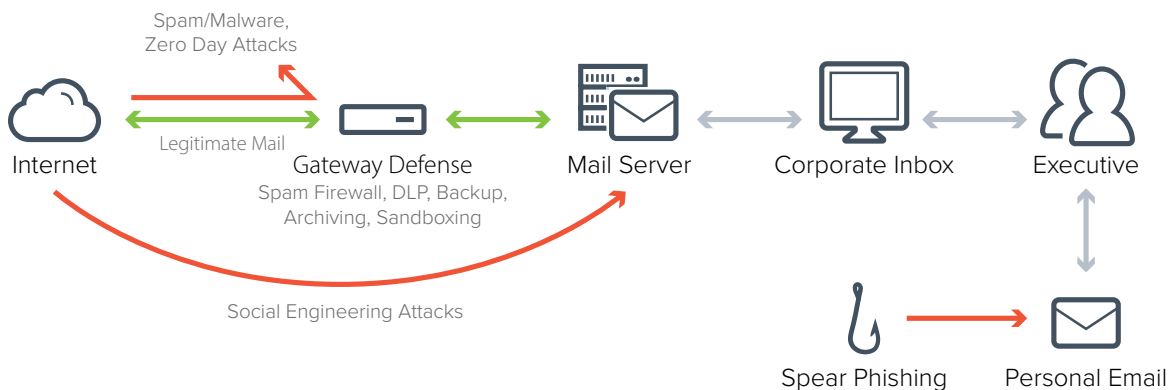 Spam/Malware,
Zero Day Attacks
Legitimate Mail
Internet
Gateway Defense
Spam Firewall, DLP, Backup,
Archiving, Sandboxing
Mail Server
Corporate Inbox
Executive
Social Engineering Attacks
Spear Phishing
Personal Email